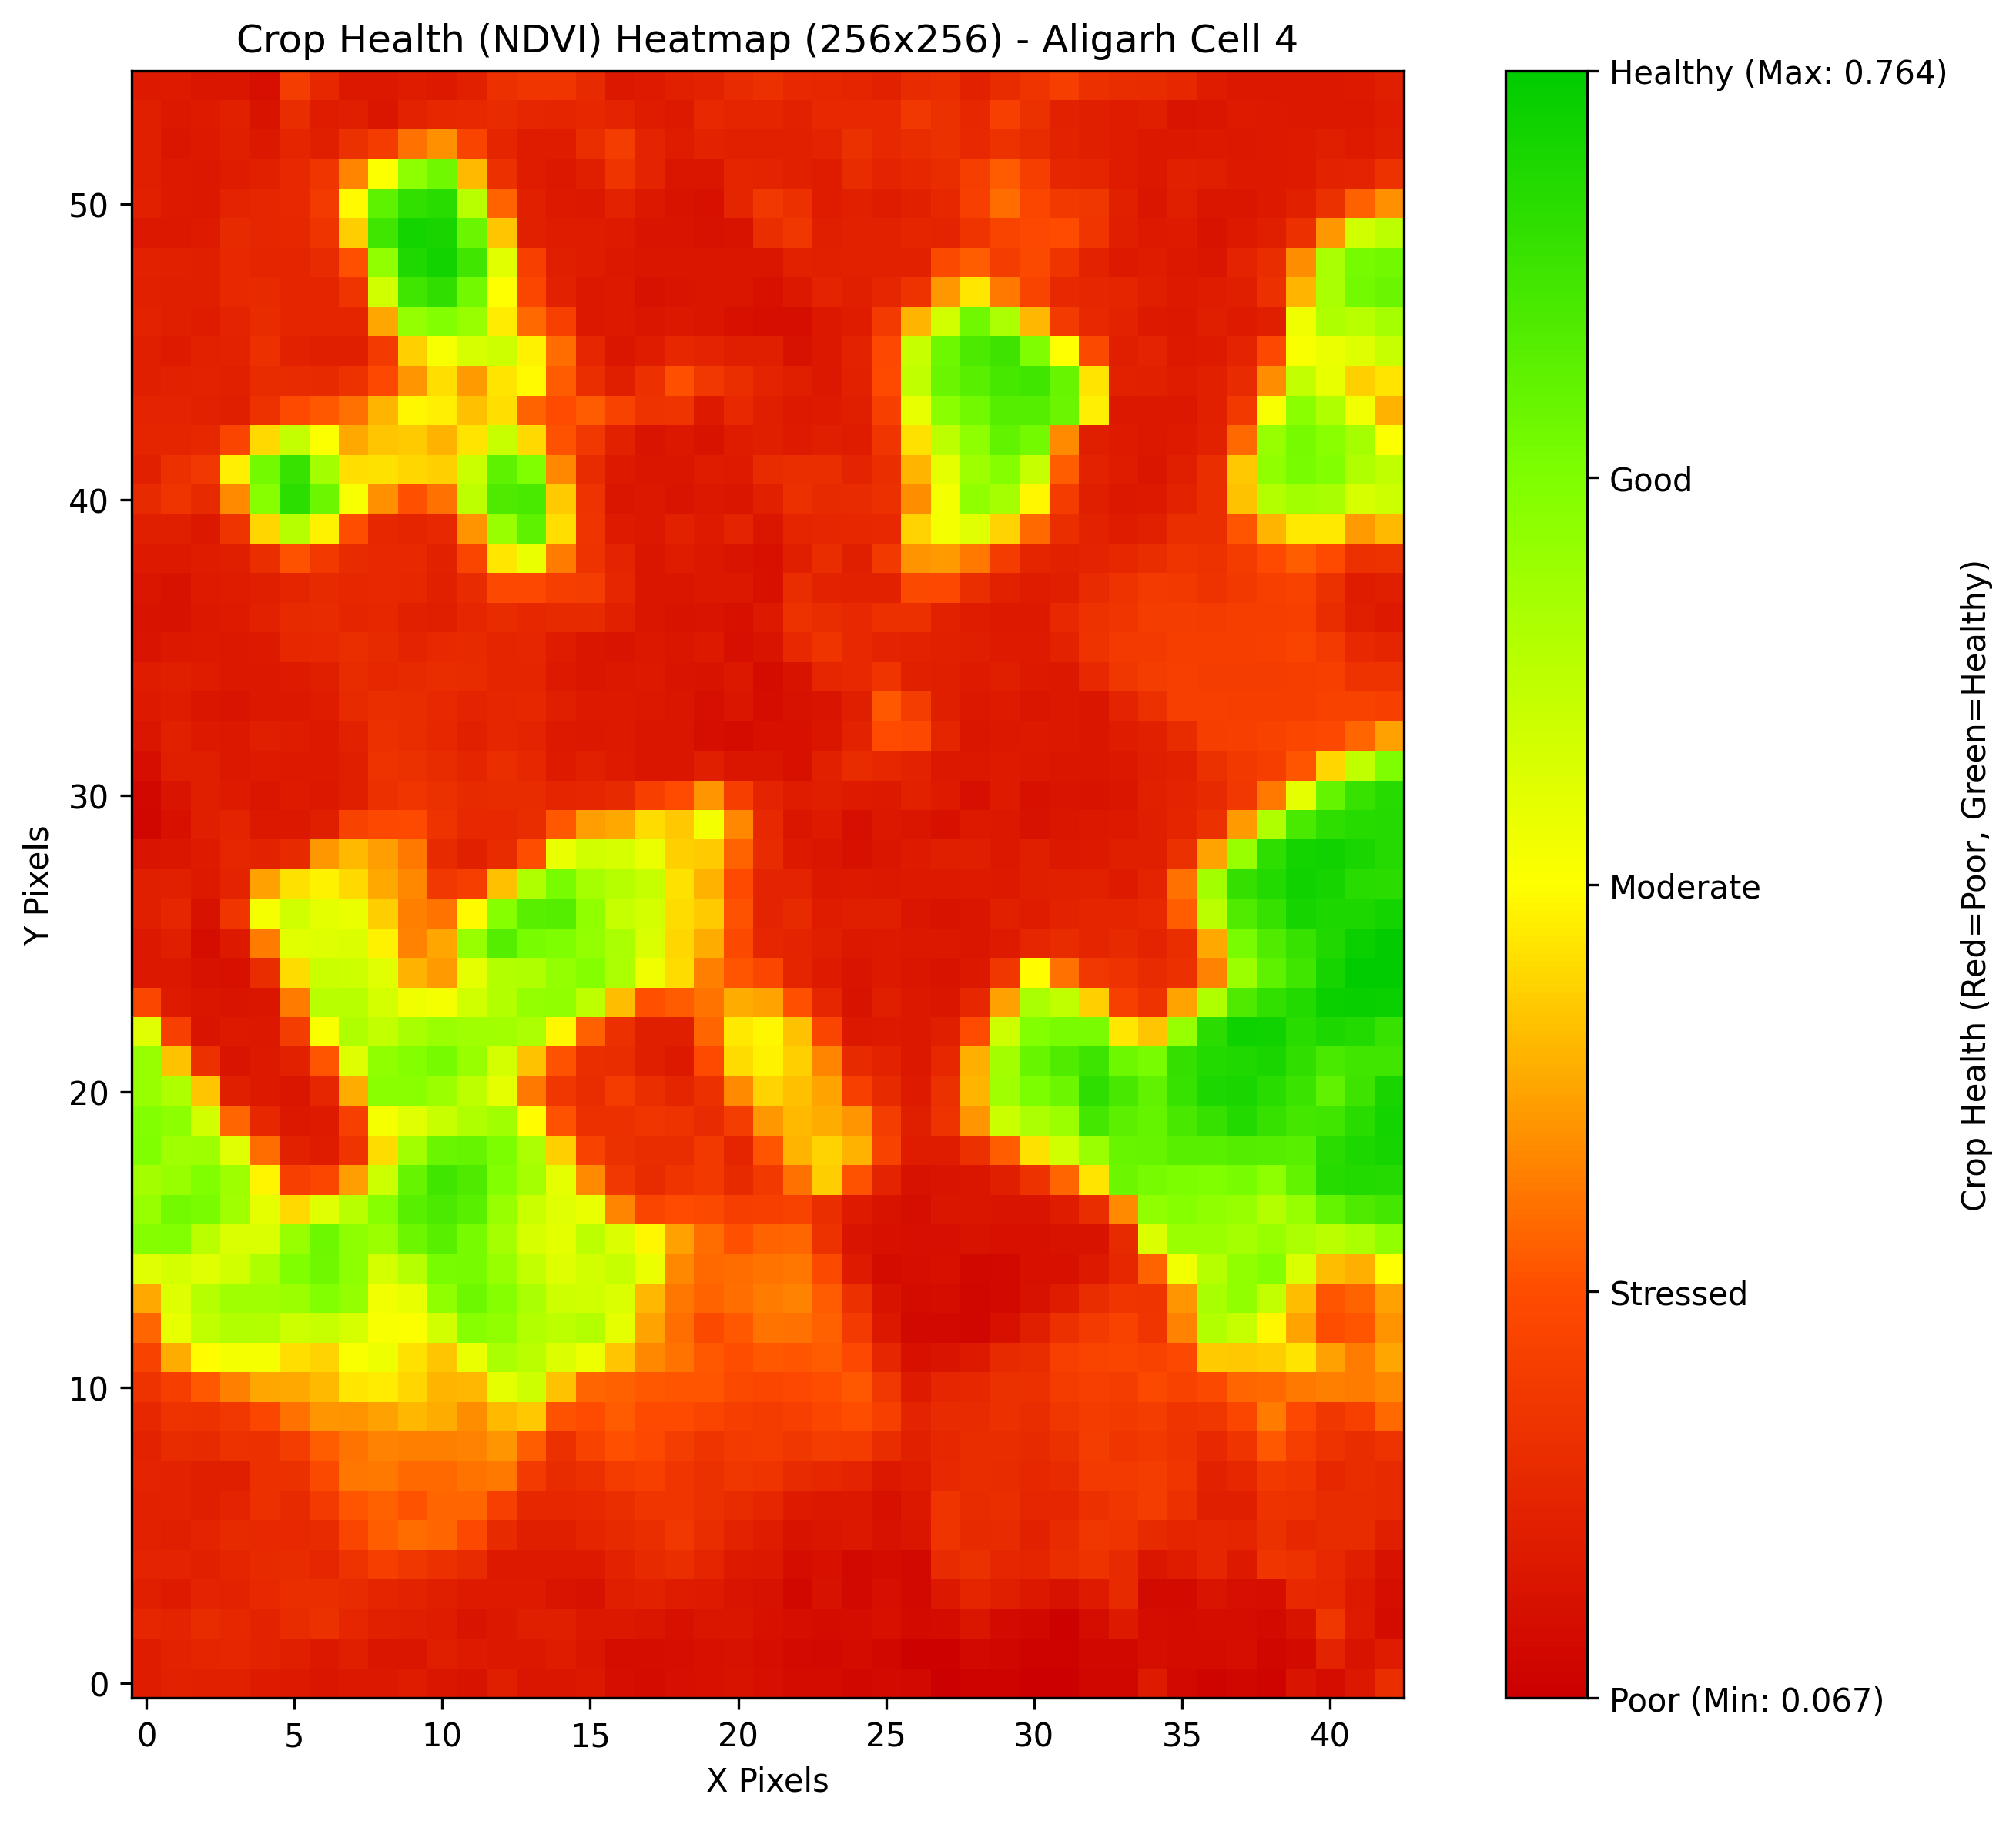 Crop Health (NDVI) Heatmap (256x256) - Aligarh Cell 4
Healthy (Max: 0.764)
Good
Moderate
Stressed
Poor (Min: 0.067)
Crop Health (Red=Poor, Green=Healthy)
Y Pixels
50
40
30
20
10
0
0 5 10 15 20 25 30 35 40
X Pixels